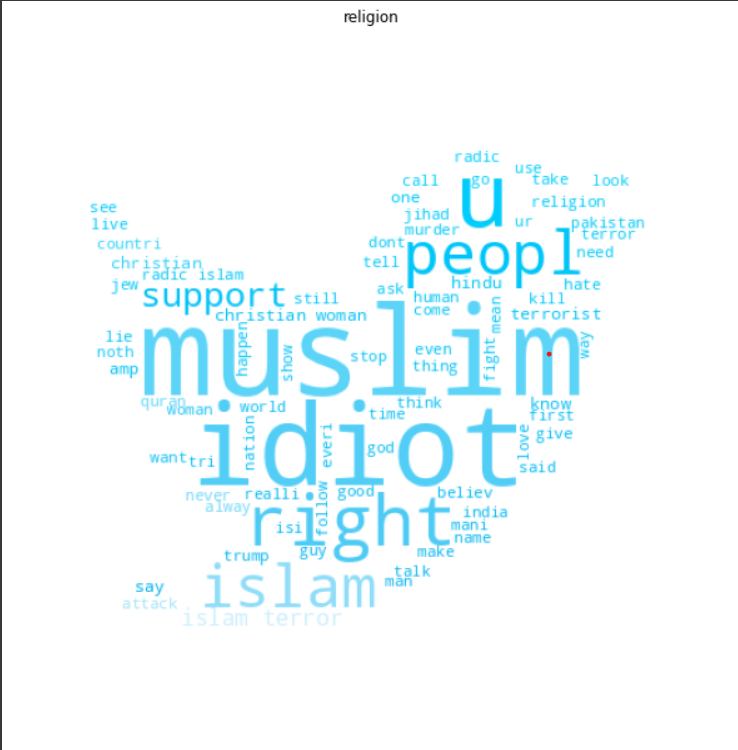 religion
radic
use
call
go
take
look
one
u
religion
see
jihad
ur
pakistan
live
murder
terror
countri
dont
peopl
need
christian
tell
radic islam
jew
ask
hindu
hate
support
still
human
kill
christian woman
come
mean
terrorist
muslim
lie
happen
noth
show
stop
even
fight
way
amp
thing
quran
woman
world
time
think
know
first
idiot
nation
everi
god
love
give
want
tri
said
never
realli
good
believ
alway
follow
right
isi
india
mani
name
trump
guy
make
talk
say
islam
man
attack
islam terror